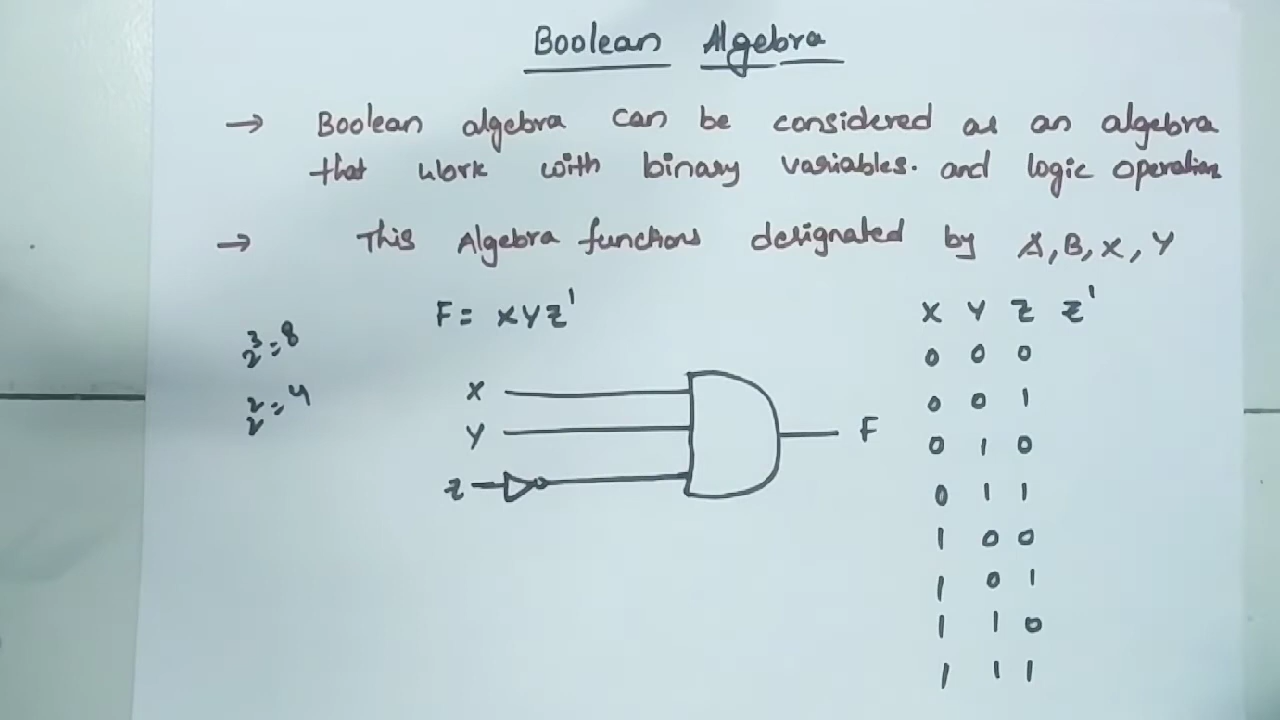 Boolean Algebra
→ Boolean algebra can be considered as an algebra
that work with binary variables. and logic operation
→ This Algebra functions designated by A, B, X, Y
F = XYZ'
2³ = 8
2² = 4
X
Y
Z
F
X Y Z Z'
0 0 0
0 0 1
0 1 0
0 1 1
1 0 0
1 0 1
1 1 0
1 1 1